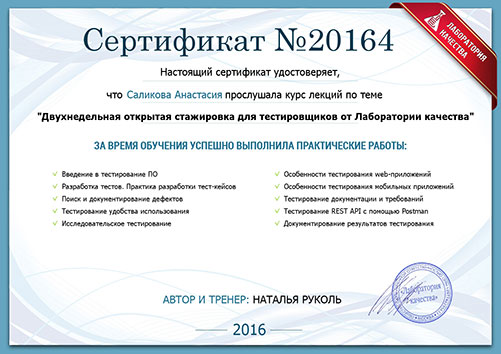 ЛАБОРАТОРИЯ
КАЧЕСТВА
Сертификат №20164
Настоящий сертификат удостоверяет,
что Саликова Анастасия прослушала курс лекций по теме
"Двухнедельная открытая стажировка для тестировщиков от Лаборатории качества"
ЗА ВРЕМЯ ОБУЧЕНИЯ УСПЕШНО ВЫПОЛНИЛА ПРАКТИЧЕСКИЕ РАБОТЫ:
Введение в тестирование ПО
Разработка тестов. Практика разработки тест-кейсов
Поиск и документирование дефектов
Тестирование удобства использования
Исследовательское тестирование
Особенности тестирования web-приложений
Особенности тестирования мобильных приложений
Тестирование документации и требований
Тестирование REST API с помощью Postman
Документирование результатов тестирования
"Лаборатория
качества"
АВТОР И ТРЕНЕР: НАТАЛЬЯ РУКОЛЬ
2016